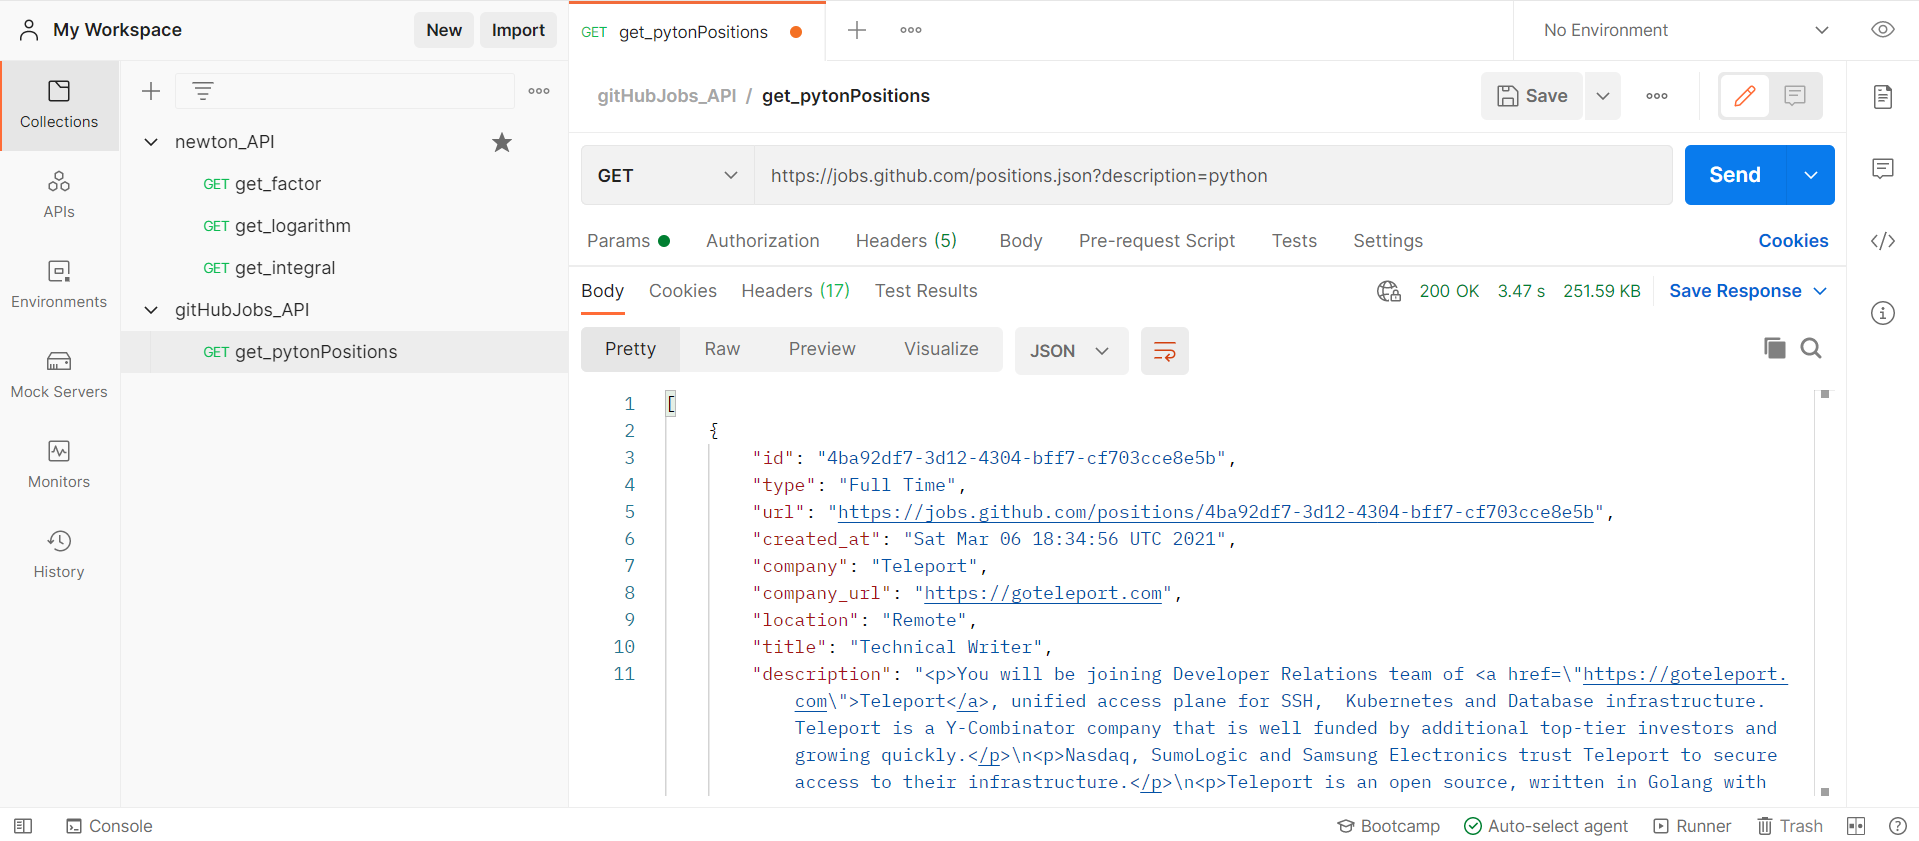 My Workspace
New
Import
GET get_pytonPositions
No Environment
Collections
APIs
Environments
Mock Servers
Monitors
History
newton_API
GET get_factor
GET get_logarithm
GET get_integral
gitHubJobs_API
GET get_pytonPositions
gitHubJobs_API / get_pytonPositions
Save
GET
https://jobs.github.com/positions.json?description=python
Send
Params Authorization Headers (5) Body Pre-request Script Tests Settings Cookies
Body Cookies Headers (17) Test Results 200 OK 3.47 s 251.59 KB Save Response
Pretty Raw Preview Visualize JSON
1 [
2 {
3 "id": "4ba92df7-3d12-4304-bff7-cf703cce8e5b",
4 "type": "Full Time",
5 "url": "https://jobs.github.com/positions/4ba92df7-3d12-4304-bff7-cf703cce8e5b",
6 "created_at": "Sat Mar 06 18:34:56 UTC 2021",
7 "company": "Teleport",
8 "company_url": "https://goteleport.com",
9 "location": "Remote",
10 "title": "Technical Writer",
11 "description": "<p>You will be joining Developer Relations team of <a href=\"https://goteleport.
com\">Teleport</a>, unified access plane for SSH,  Kubernetes and Database infrastructure.
Teleport is a Y-Combinator company that is well funded by additional top-tier investors and
growing quickly.</p>\n<p>Nasdaq, SumoLogic and Samsung Electronics trust Teleport to secure
access to their infrastructure.</p>\n<p>Teleport is an open source, written in Golang with
Console
Bootcamp Auto-select agent Runner Trash